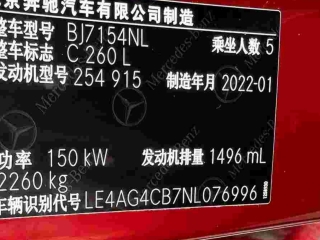 京奔驰汽车有限公司制造
整车型号 BJ7154NL 乘坐人数 5
整车标志 C 260 L
发动机型号 254 915 制造年月 2022-01
功率 150 kW 发动机排量 1496 mL
2260 kg
车辆识别代号 LE4AG4CB7NL076996
Mercedes-Benz